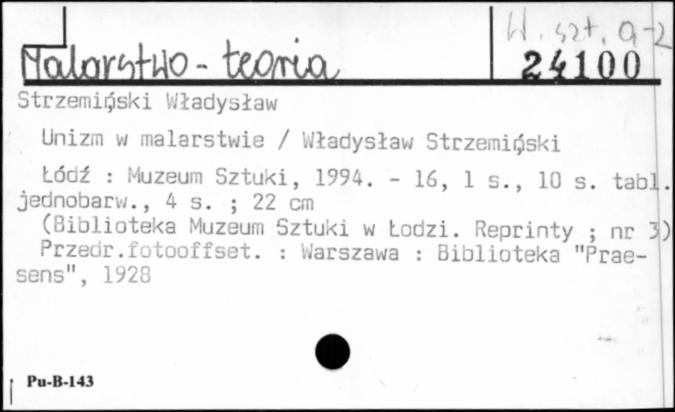 W. szt. a-z
Malarstwo - teoria
24100
Strzemiński Władysław
Unizm w malarstwie / Władysław Strzemiński
Łódź : Muzeum Sztuki, 1994. - 16, 1 s., 10 s. tabl.
jednobarw., 4 s. ; 22 cm
(Biblioteka Muzeum Sztuki w Łodzi. Reprinty ; nr 3)
Przedr.fotooffset. : Warszawa : Biblioteka "Prae-
sens", 1928
Pu-B-143